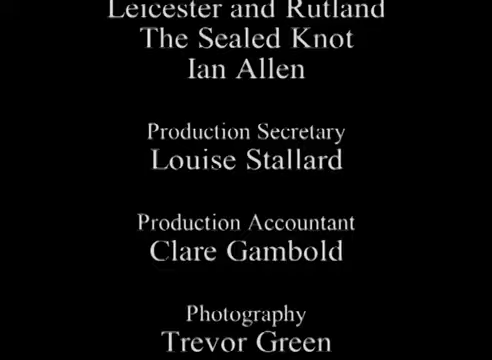 Leicester and Rutland
The Sealed Knot
Ian Allen
Production Secretary
Louise Stallard
Production Accountant
Clare Gambold
Photography
Trevor Green